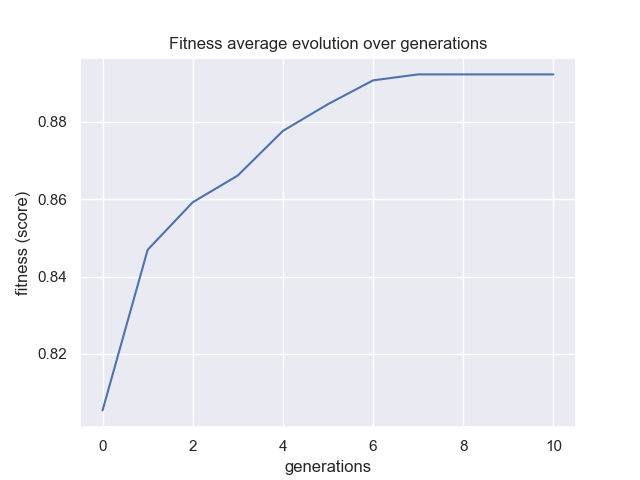 Fitness average evolution over generations
0.88
0.86
0.84
0.82
fitness (score)
0 2 4 6 8 10
generations